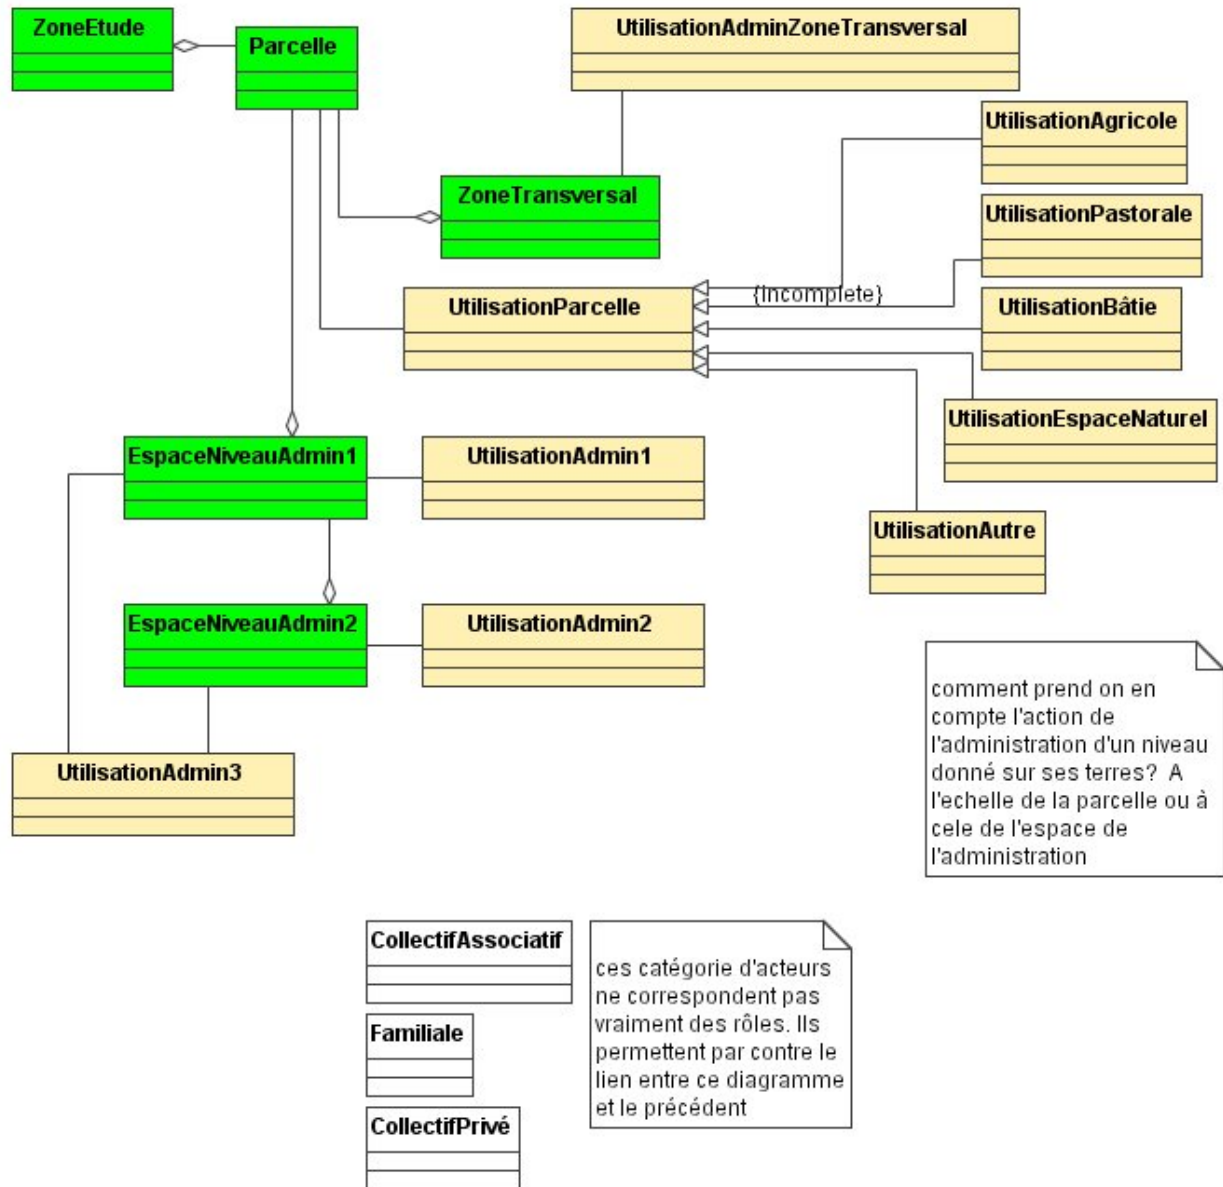 ZoneEtude
Parcelle
UtilisationAdminZoneTransversal
UtilisationAgricole
ZoneTransversal
UtilisationPastorale
{incomplete}
UtilisationParcelle
UtilisationBâtie
UtilisationEspaceNaturel
EspaceNiveauAdmin1
UtilisationAdmin1
UtilisationAutre
EspaceNiveauAdmin2
UtilisationAdmin2
UtilisationAdmin3
comment prend on en
compte l'action de
l'administration d'un niveau
donné sur ses terres? A
l'echelle de la parcelle ou à
cele de l'espace de
l'administration
CollectifAssociatif
Familiale
CollectifPrivé
ces catégorie d'acteurs
ne correspondent pas
vraiment des rôles. Ils
permettent par contre le
lien entre ce diagramme
et le précédent